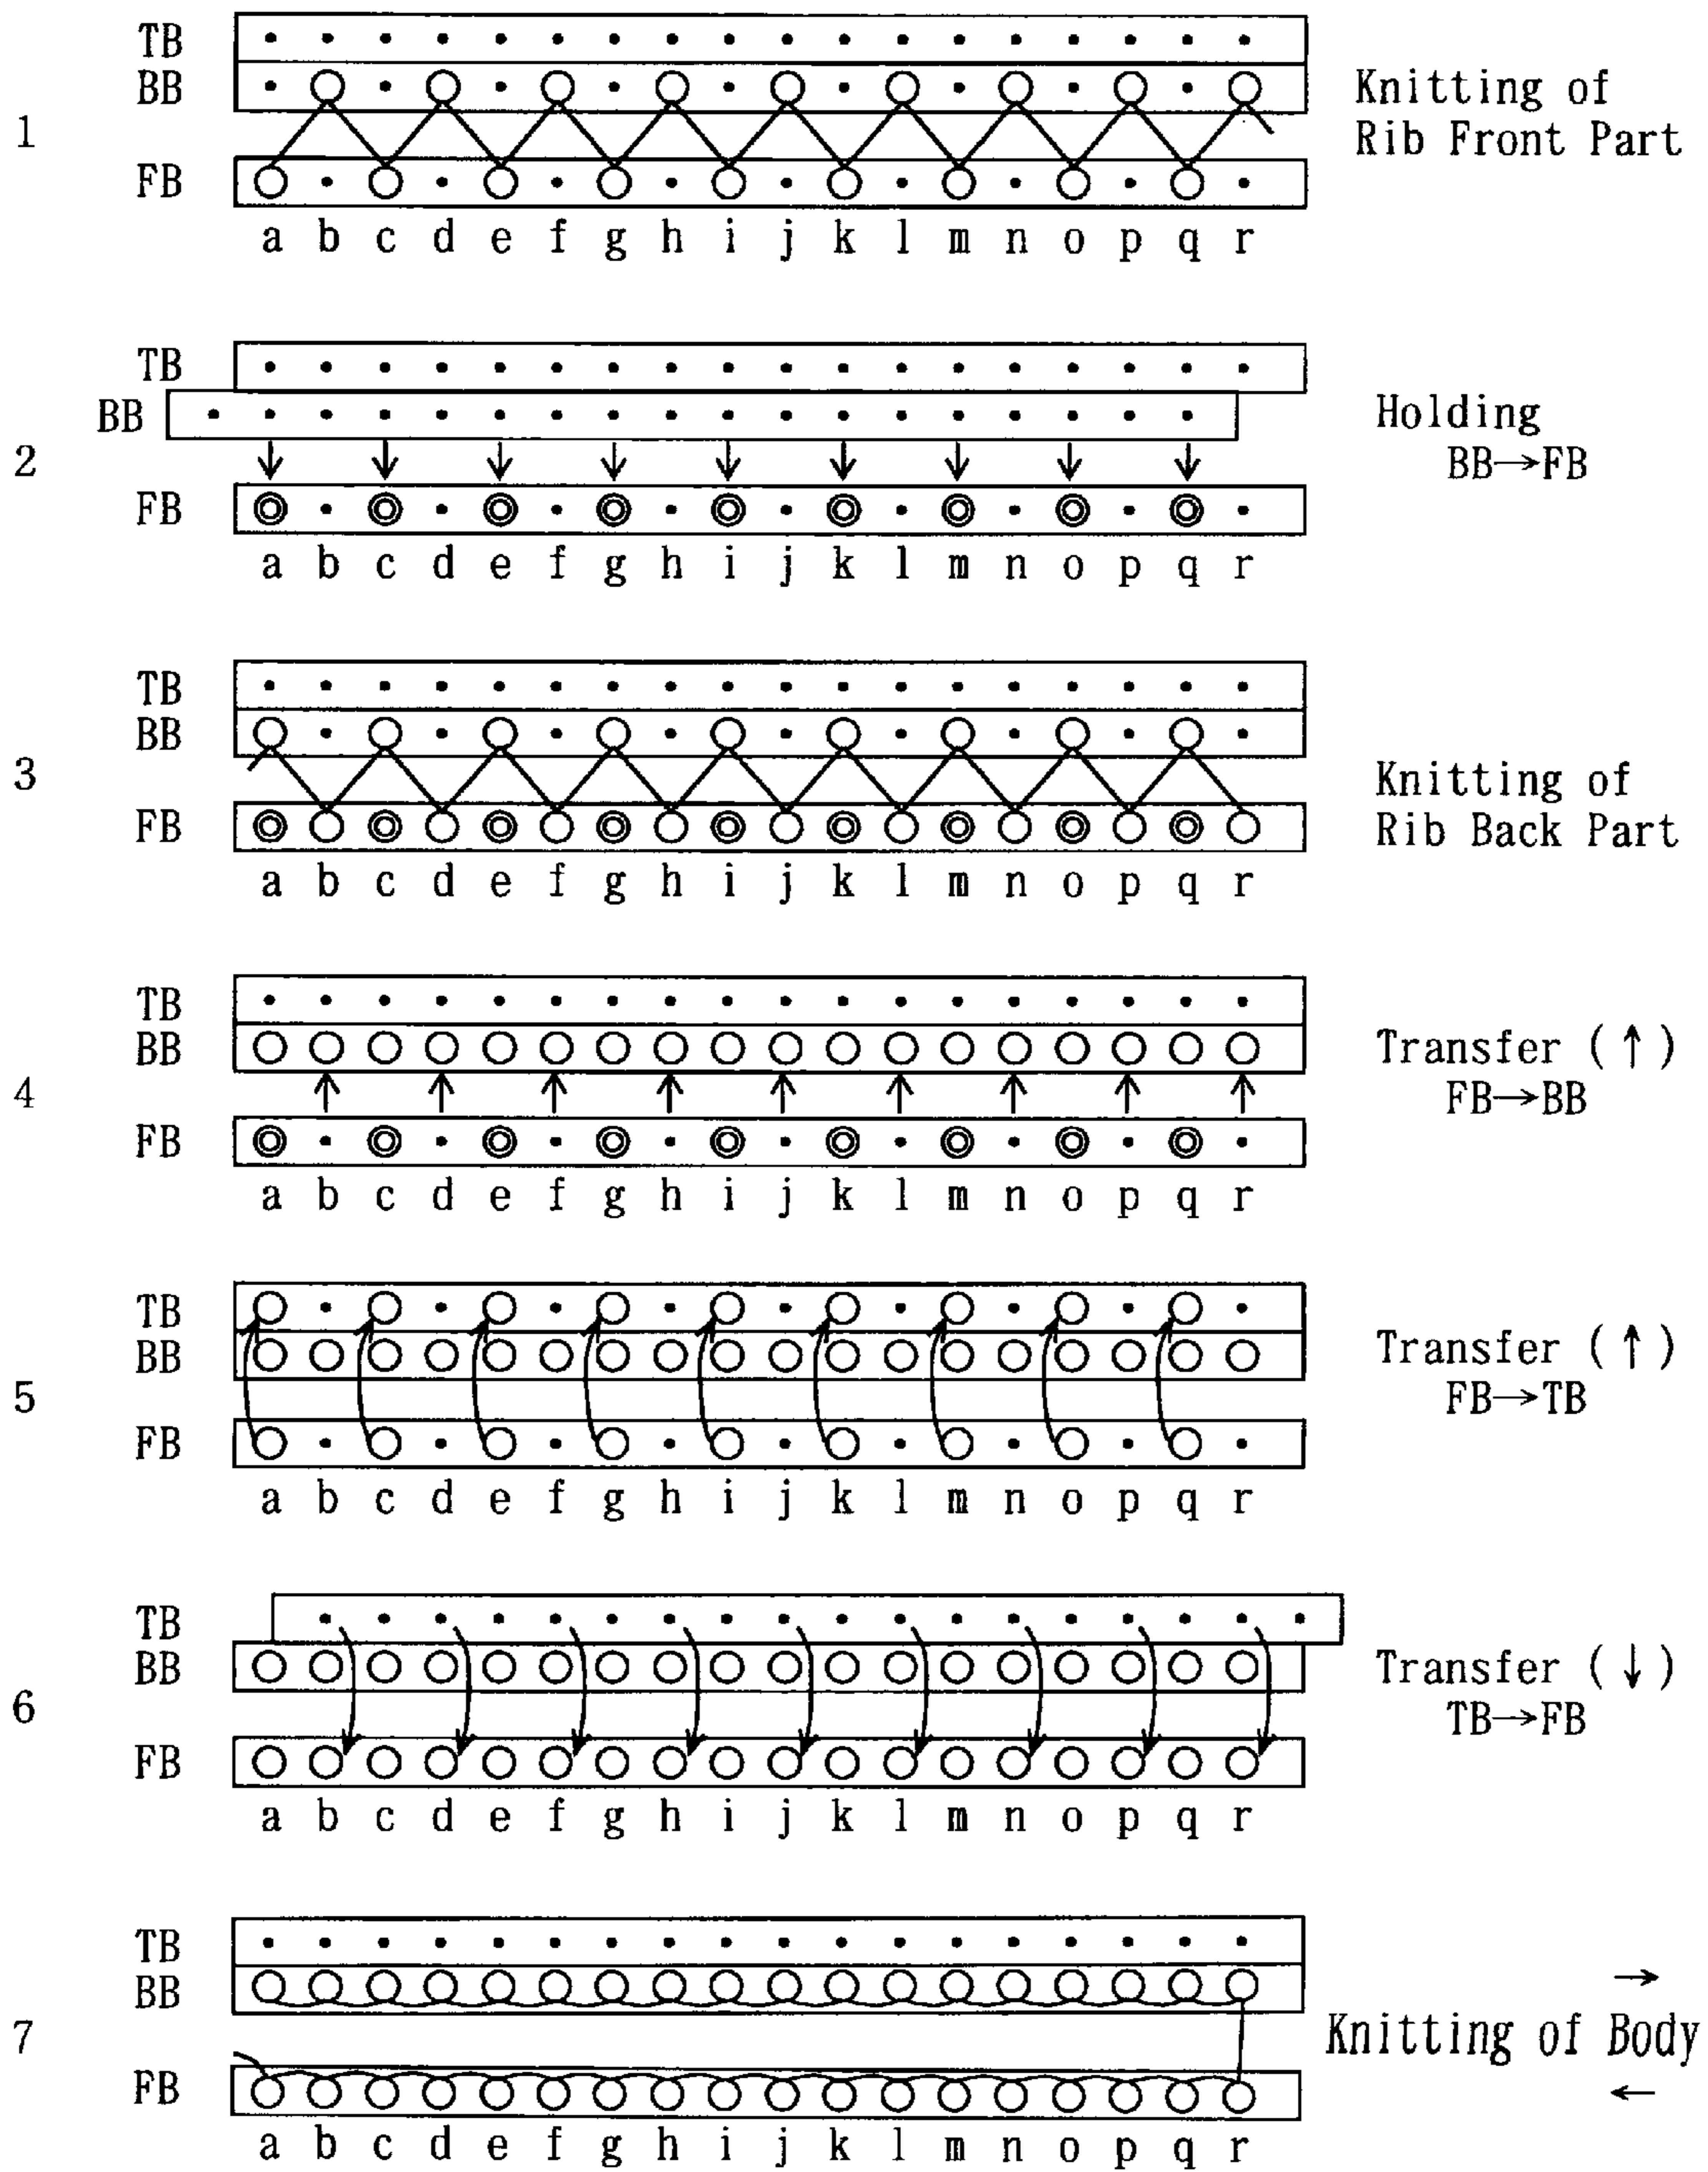 TB
BB
1
FB
Knitting of
Rib Front Part
a b c d e f g h i j k l m n o p q r
TB
BB
2
FB
Holding
BB→FB
a b c d e f g h i j k l m n o p q r
TB
BB
3
FB
Knitting of
Rib Back Part
a b c d e f g h i j k l m n o p q r
TB
BB
4
FB
Transfer (↑)
FB→BB
a b c d e f g h i j k l m n o p q r
TB
BB
5
FB
Transfer (↑)
FB→TB
a b c d e f g h i j k l m n o p q r
TB
BB
6
FB
Transfer (↓)
TB→FB
a b c d e f g h i j k l m n o p q r
TB
BB
7
FB
→
Knitting of Body
←
a b c d e f g h i j k l m n o p q r